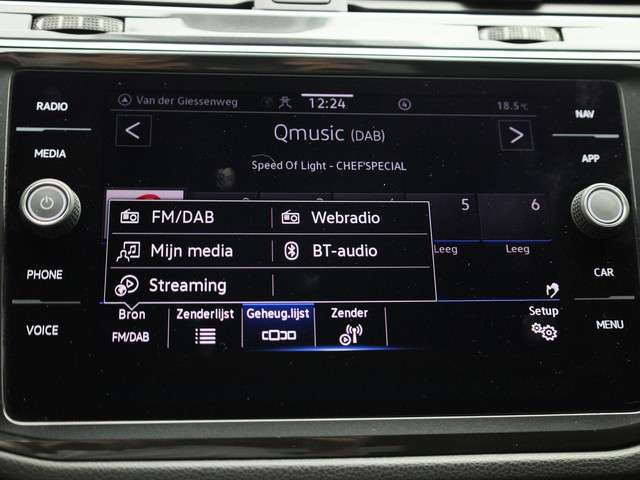 RADIO
MEDIA
PHONE
VOICE
NAV
APP
CAR
MENU
Van der Giessenweg
12:24
4
18.5°C
Qmusic (DAB)
Speed Of Light - CHEF'SPECIAL
5
6
Leeg
Leeg
FM/DAB
Webradio
Mijn media
BT-audio
Streaming
Bron
FM/DAB
Zenderlijst
Geheug.lijst
Zender
Setup